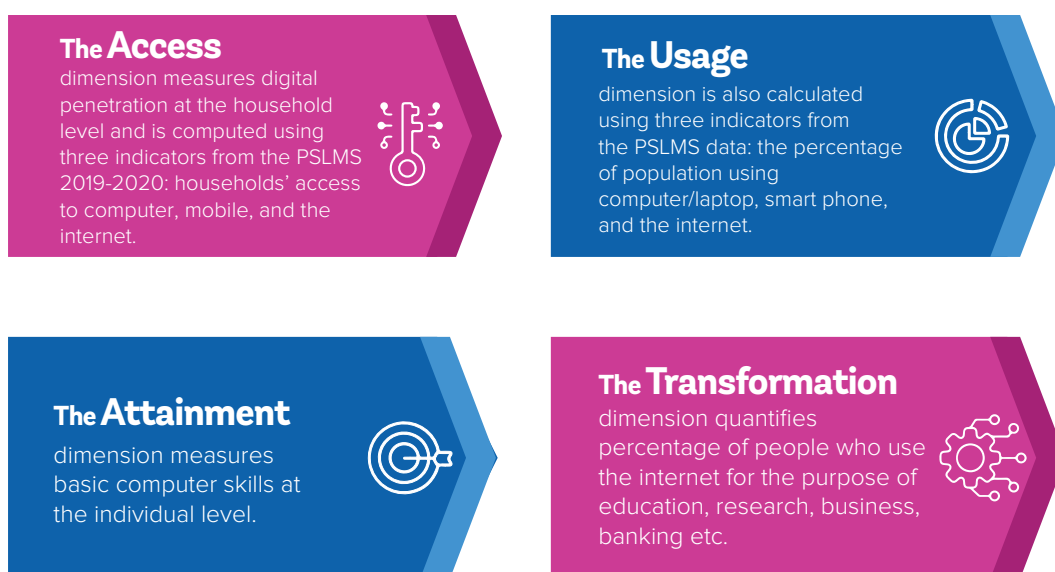 The Access
dimension measures digital
penetration at the household
level and is computed using
three indicators from the PSLMS
2019-2020: households’ access
to computer, mobile, and the
internet.
The Usage
dimension is also calculated
using three indicators from
the PSLMS data: the percentage
of population using
computer/laptop, smart phone,
and the internet.
The Attainment
dimension measures
basic computer skills at
the individual level.
The Transformation
dimension quantifies
percentage of people who use
the internet for the purpose of
education, research, business,
banking etc.